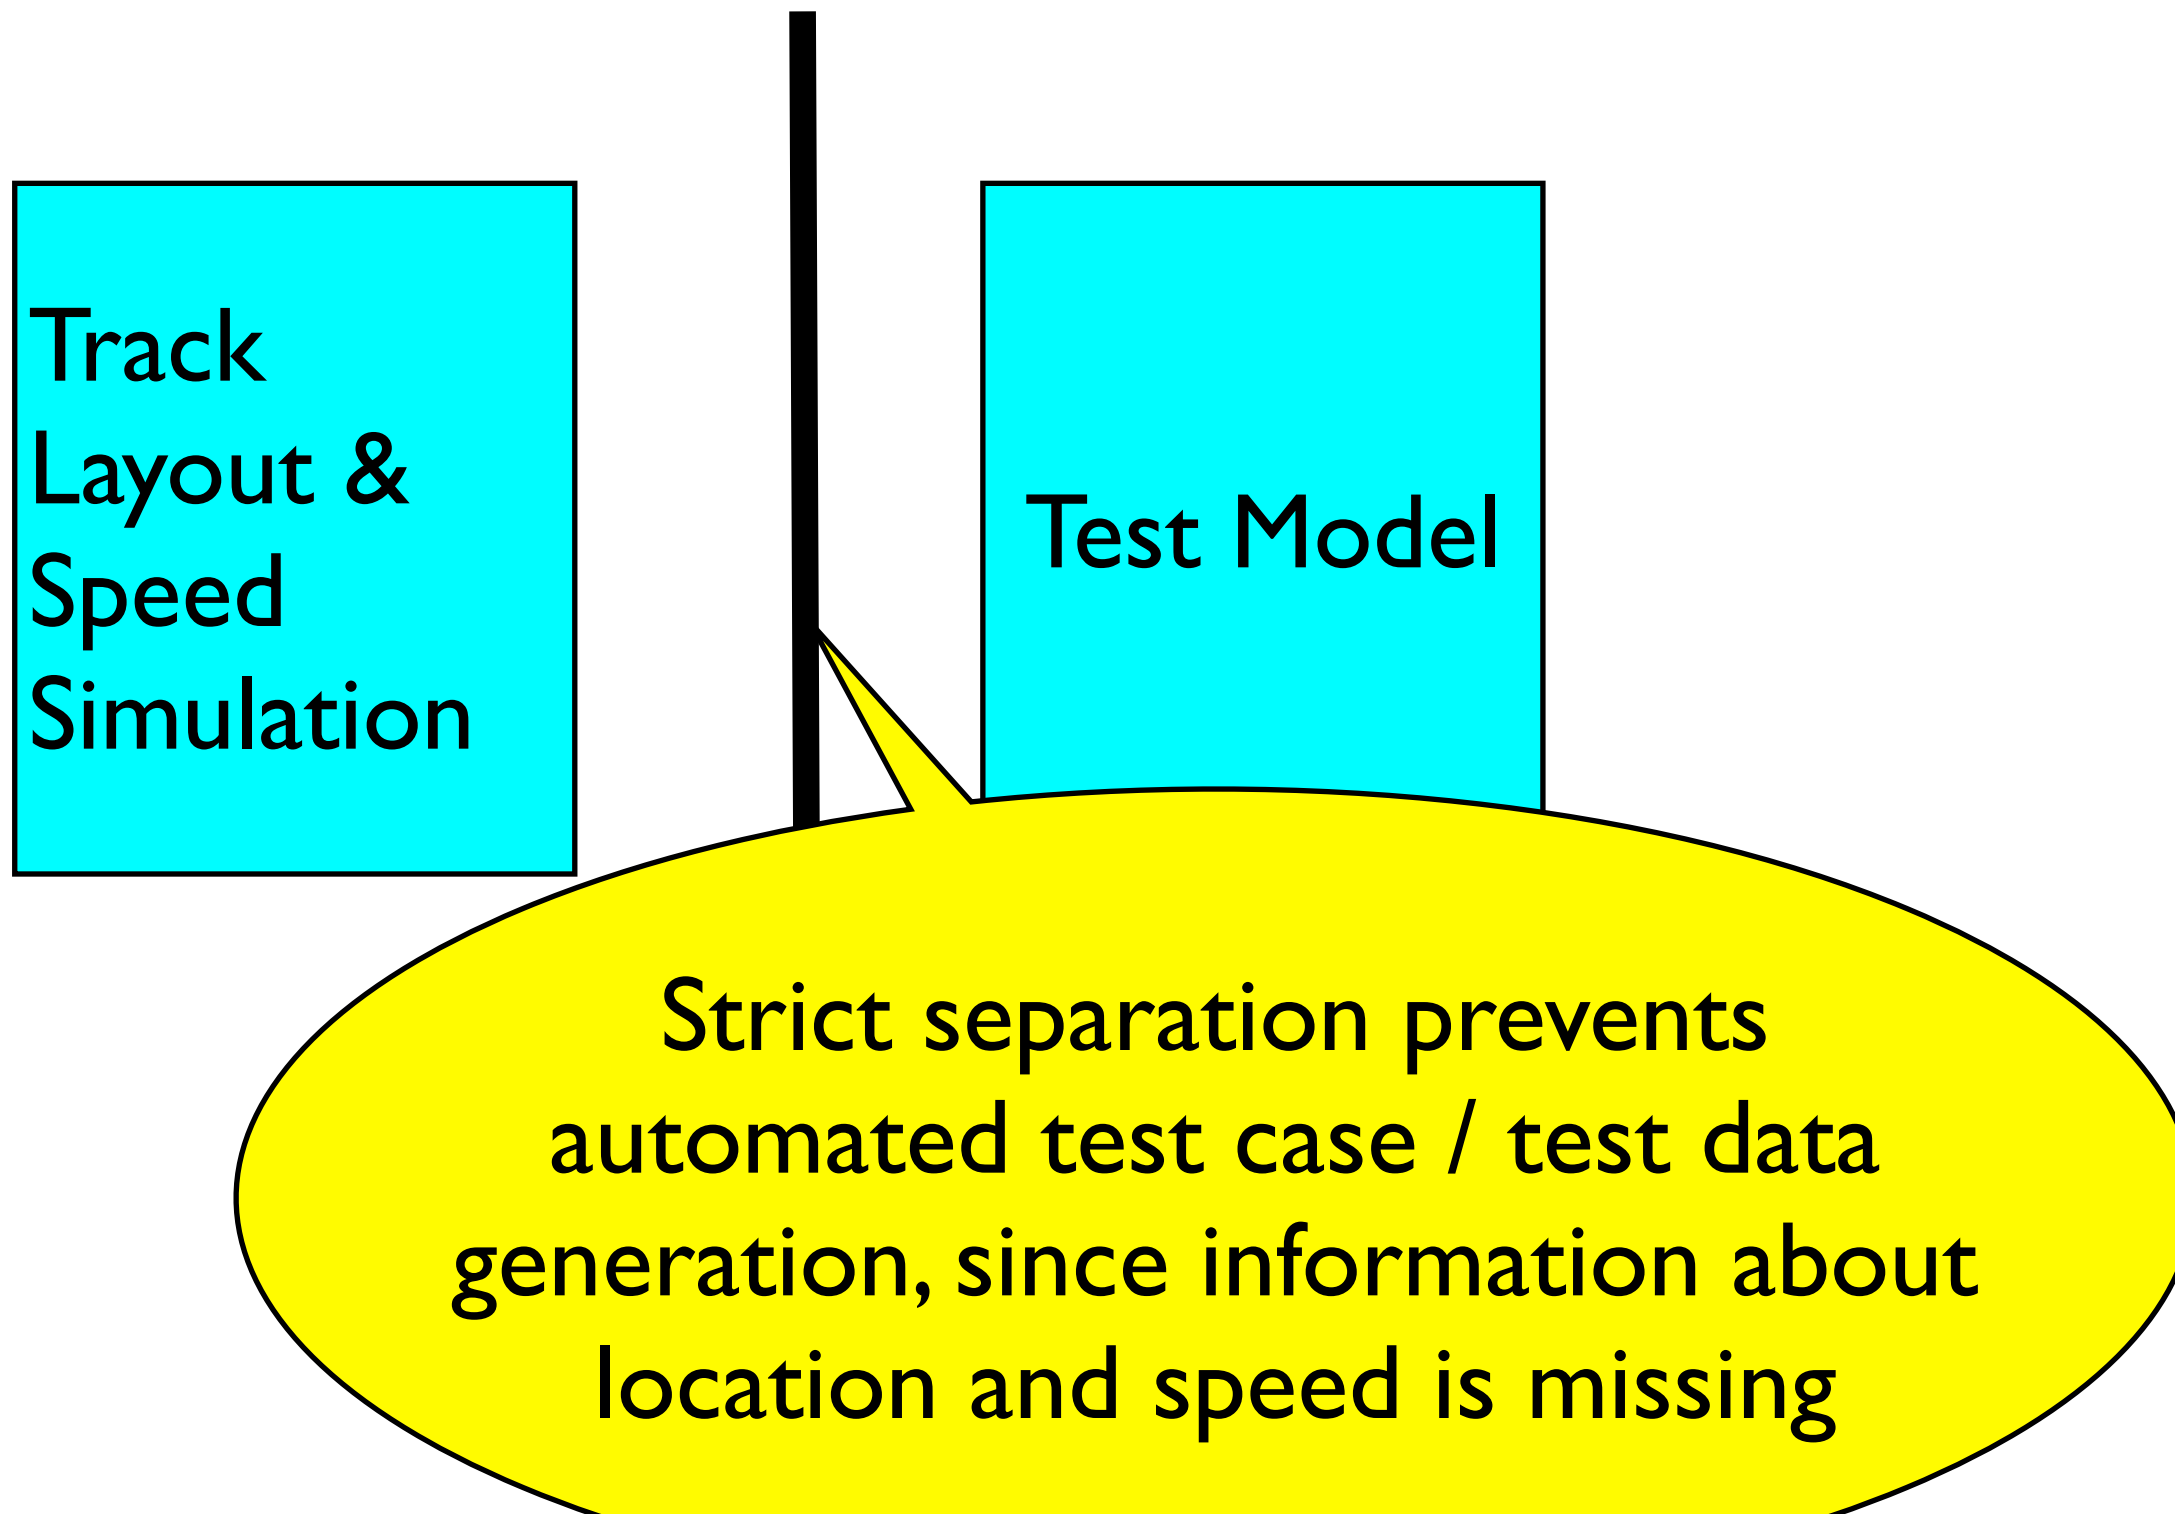 Track
Layout &
Speed
Simulation
Test Model
Strict separation prevents
automated test case / test data
generation, since information about
location and speed is missing